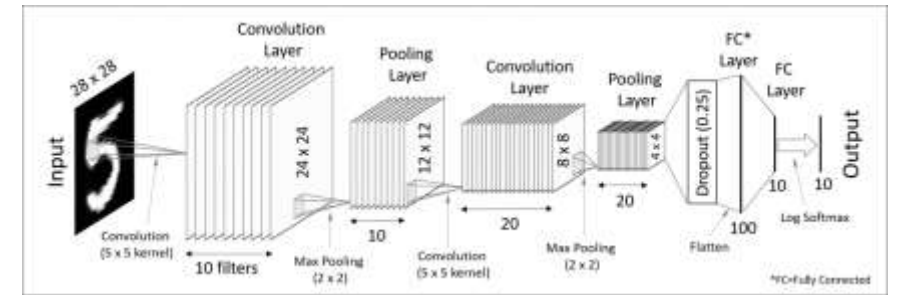 Input
28 x 28
Convolution
(5 x 5 kernel)
Convolution
Layer
24 x 24
10 filters
Max Pooling
(2 x 2)
Pooling
Layer
12 x 12
10
Convolution
(5 x 5 kernel)
Convolution
Layer
8 x 8
20
Max Pooling
(2 x 2)
Pooling
Layer
4 x 4
20
Flatten
Dropout (0.25)
FC*
Layer
100
FC
Layer
10
Log Softmax
10
Output
*FC=Fully Connected
5